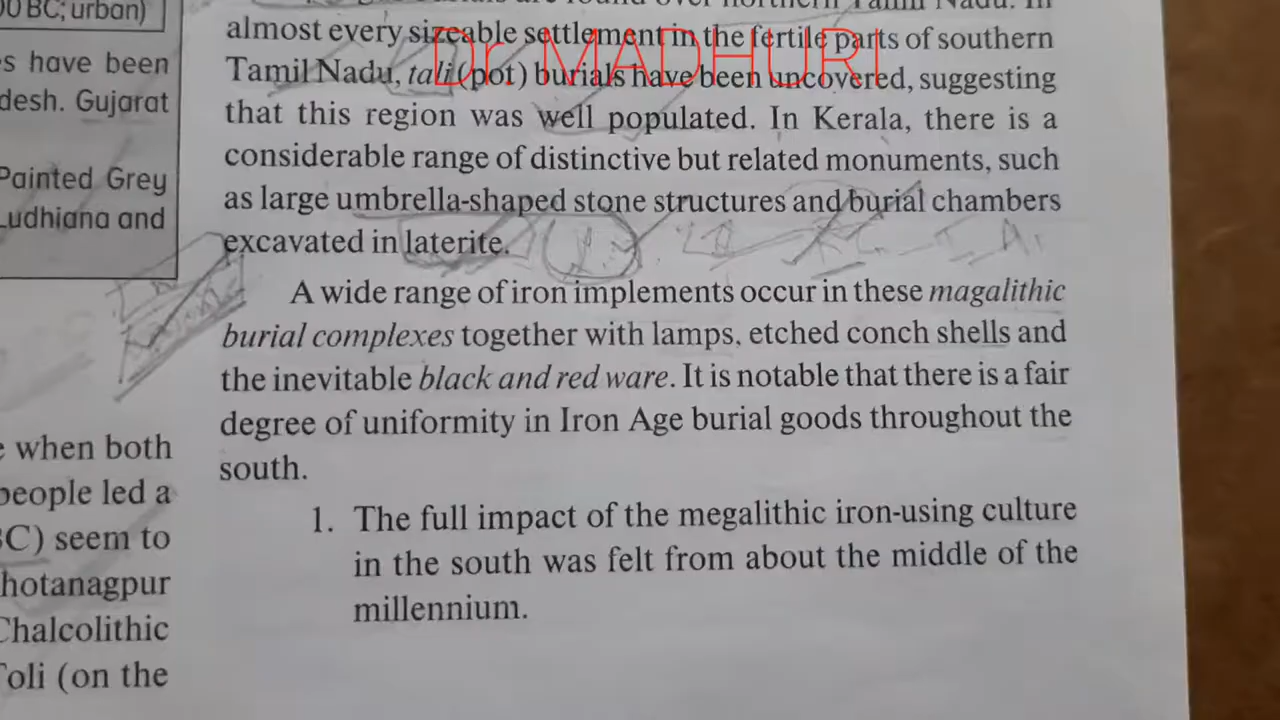 00 BC; urban)
s have been
desh. Gujarat
Painted Grey
Ludhiana and
when both
people led a
BC) seem to
hotanagpur
Chalcolithic
Toli (on the
almost every sizeable settlement in the fertile parts of southern
Tamil Nadu, tali (pot) burials have been uncovered, suggesting
that this region was well populated. In Kerala, there is a
considerable range of distinctive but related monuments, such
as large umbrella-shaped stone structures and burial chambers
excavated in laterite.
A wide range of iron implements occur in these magalithic
burial complexes together with lamps, etched conch shells and
the inevitable black and red ware. It is notable that there is a fair
degree of uniformity in Iron Age burial goods throughout the
south.
1. The full impact of the megalithic iron-using culture
in the south was felt from about the middle of the
millennium.
Dr MADHURI